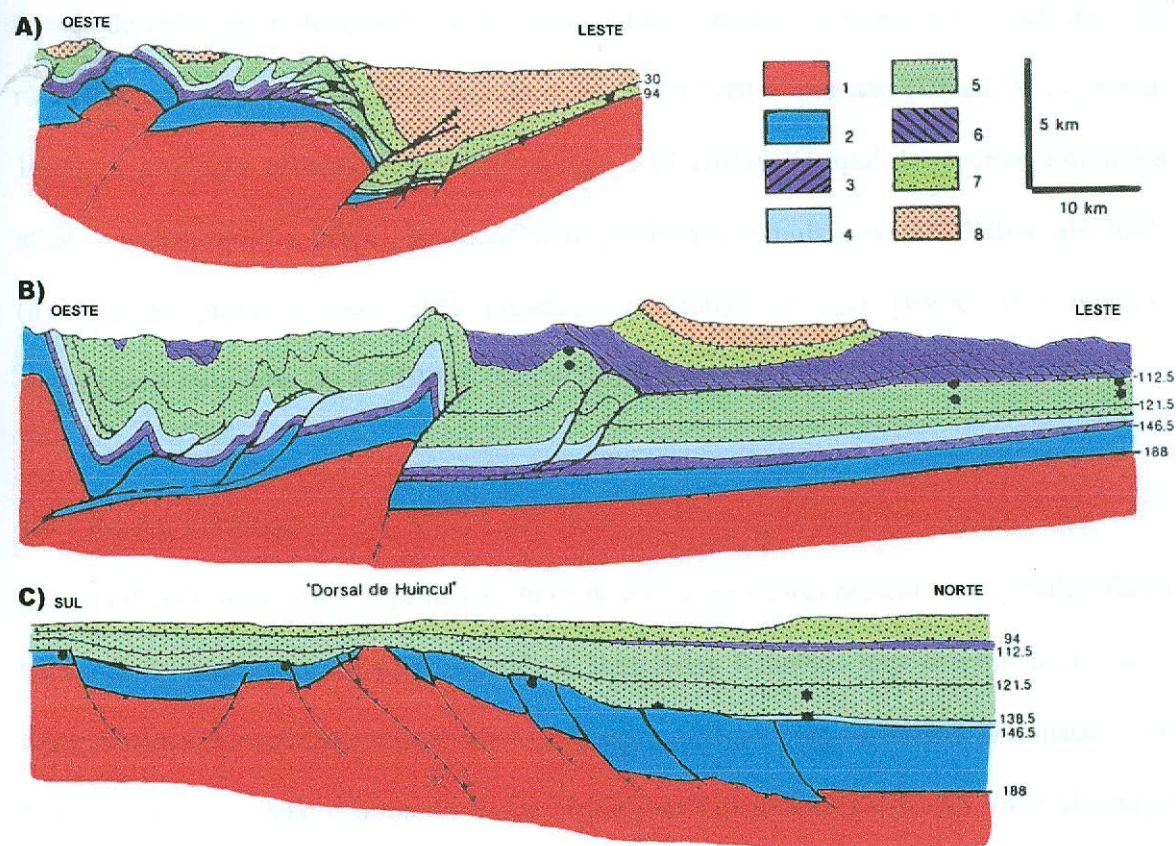 A) OESTE
LESTE
30
94
1
5
2
6
3
7
4
8
5 km
10 km
B) OESTE
LESTE
112.5
121.5
146.5
188
C) SUL
"Dorsal de Huincul"
NORTE
94
112.5
121.5
138.5
146.5
188